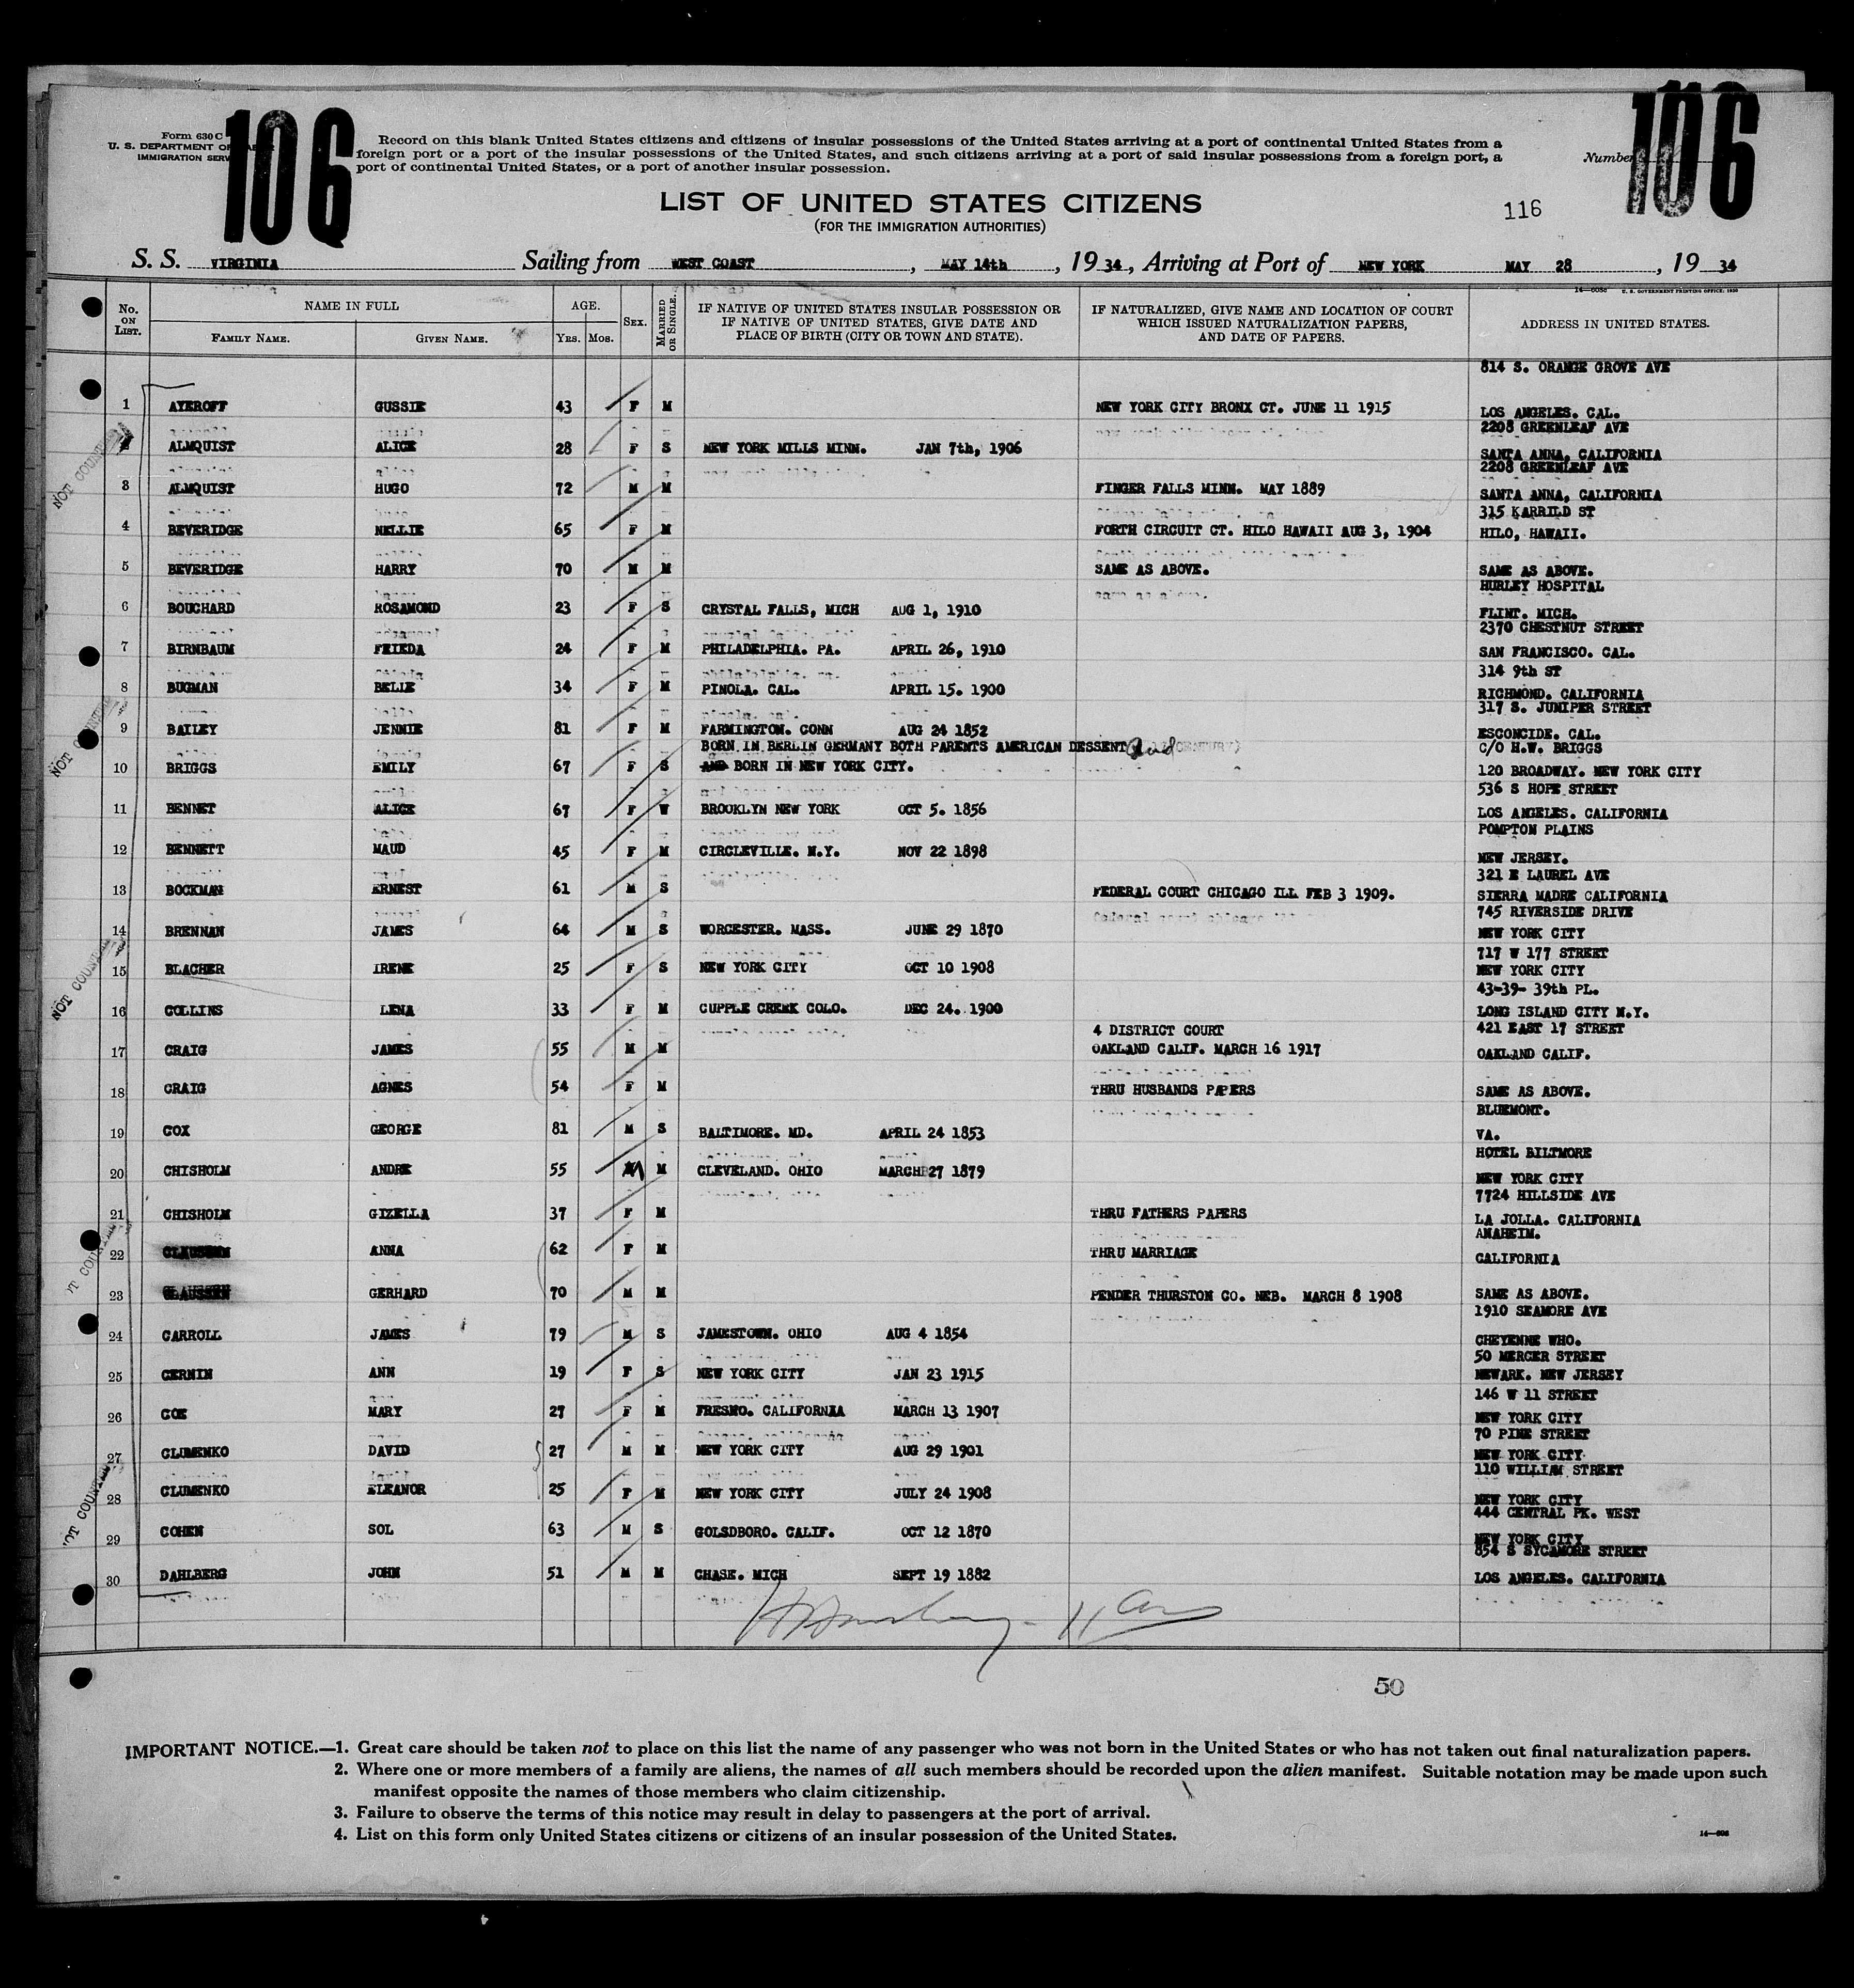 106
106
Form 630 C
U. S. DEPARTMENT OF
IMMIGRATION SERV
Record on this blank United States citizens and citizens of insular possessions of the United States arriving at a port of continental United States from a
foreign port or a port of the insular possessions of the United States, and such citizens arriving at a port of said insular possessions from a foreign port, a
port of continental United States, or a port of another insular possession.
Number
LIST OF UNITED STATES CITIZENS
(FOR THE IMMIGRATION AUTHORITIES)
116
S. S. VIRGINIA Sailing from WEST COAST, MAY 14th, 1934, Arriving at Port of NEW YORK MAY 28, 1934
No. ON LIST. NAME IN FULL FAMILY NAME. GIVEN NAME. AGE. Yrs. Mos. SEX. MARRIED OR SINGLE. IF NATIVE OF UNITED STATES INSULAR POSSESSION OR IF NATIVE OF UNITED STATES, GIVE DATE AND PLACE OF BIRTH (CITY OR TOWN AND STATE). IF NATURALIZED, GIVE NAME AND LOCATION OF COURT WHICH ISSUED NATURALIZATION PAPERS, AND DATE OF PAPERS. ADDRESS IN UNITED STATES.
814 S. ORANGE GROVE AVE
1 AYEROFF GUSSIE 43 F M NEW YORK CITY BRONX CT. JUNE 11 1915 LOS ANGELES. CAL.
2208 GREENLEAF AVE
ALMQUIST ALICE 28 F S NEW YORK MILLS MINN. JAN 7th, 1906 SANTA ANNA, CALIFORNIA
2208 GREENLEAF AVE
3 ALMQUIST HUGO 72 M M FINGER FALLS MINN. MAY 1889 SANTA ANNA, CALIFORNIA
315 KARRILD ST
4 BEVERIDGE NELLIE 65 F M FORTH CIRCUIT CT. HILO HAWAII AUG 3, 1904 HILO, HAWAII.
5 BEVERIDGE HARRY 70 M M SAME AS ABOVE. SAME AS ABOVE.
HURLEY HOSPITAL
6 BOUCHARD ROSAMOND 23 F S CRYSTAL FALLS, MICH AUG 1, 1910 FLINT. MICH.
2370 CHESTNUT STREET
7 BIRNBAUM FRIEDA 24 F M PHILADELPHIA. PA. APRIL 26, 1910 SAN FRANCISCO. CAL.
314 9th ST
8 BUGMAN BELLE 34 F M PINOLA. CAL. APRIL 15. 1900 RICHMOND. CALIFORNIA
317 S. JUNIPER STREET
9 BAILEY JENNIE 81 F M FARMINGTON. CONN AUG 24 1852 ESCONCIDE. CAL.
BORN IN BERLIN GERMANY BOTH PARENTS AMERICAN DESSENT and C/O H.W. BRIGGS
10 BRIGGS EMILY 67 F S AND BORN IN NEW YORK CITY. 120 BROADWAY. NEW YORK CITY
536 S HOPE STREET
11 BENNET ALICE 67 F W BROOKLYN NEW YORK OCT 5. 1856 LOS ANGELES. CALIFORNIA
POMPTON PLAINS
12 BENNETT MAUD 45 F M CIRCLEVILLE. N.Y. NOV 22 1898 NEW JERSEY.
321 E LAUREL AVE
13 BOCKMAN ERNEST 61 M S FEDERAL COURT CHICAGO ILL FEB 3 1909. SIERRA MADRE CALIFORNIA
745 RIVERSIDE DRIVE
14 BRENNAN JAMES 64 M S WORCESTER. MASS. JUNE 29 1870 NEW YORK CITY
717 W 177 STREET
15 BLACHER IRENE 25 F S NEW YORK CITY OCT 10 1908 NEW YORK CITY
43-39- 39th PL.
16 COLLINS LENA 33 F M CUPPLE CREEK COLO. DEC 24. 1900 LONG ISLAND CITY N.Y.
4 DISTRICT COURT 421 EAST 17 STREET
17 CRAIG JAMES 55 M M OAKLAND CALIF. MARCH 16 1917 OAKLAND CALIF.
18 CRAIG AGNES 54 F M THRU HUSBANDS PAPERS SAME AS ABOVE.
BLUEMONT.
19 COX GEORGE 81 M S BALTIMORE. MD. APRIL 24 1853 VA.
HOTEL BILTMORE
20 CHISHOLM ANDRE 55 M M CLEVELAND. OHIO MARCH 27 1879 NEW YORK CITY
7724 HILLSIDE AVE
21 CHISHOLM GIZELLA 37 F M THRU FATHERS PAPERS LA JOLLA. CALIFORNIA
ANAHEIM.
22 CLAUSSEN ANNA 62 F M THRU MARRIAGE CALIFORNIA
23 CLAUSSEN GERHARD 70 M M PENDER THURSTON CO. NEB. MARCH 8 1908 SAME AS ABOVE.
1910 SEAMORE AVE
24 CARROLL JAMES 79 M S JAMESTOWN. OHIO AUG 4 1854 CHEYENNE WHO.
50 MERCER STREET
25 CERNIN ANN 19 F S NEW YORK CITY JAN 23 1915 NEWARK. NEW JERSEY
146 W 11 STREET
26 COE MARY 27 F M FRESNO. CALIFORNIA MARCH 13 1907 NEW YORK CITY
70 PINE STREET
27 CLUMENKO DAVID 27 M M NEW YORK CITY AUG 29 1901 NEW YORK CITY
110 WILLIAM STREET
28 CLUMENKO ELEANOR 25 F M NEW YORK CITY JULY 24 1908 NEW YORK CITY
444 CENTRAL PK. WEST
29 COHEN SOL 63 M S GOLSDBORO. CALIF. OCT 12 1870 NEW YORK CITY
854 S SYCAMORE STREET
30 DAHLBERG JOHN 51 M M CHASE. MICH SEPT 19 1882 LOS ANGELES. CALIFORNIA
50
IMPORTANT NOTICE.—1. Great care should be taken not to place on this list the name of any passenger who was not born in the United States or who has not taken out final naturalization papers.
2. Where one or more members of a family are aliens, the names of all such members should be recorded upon the alien manifest. Suitable notation may be made upon such
manifest opposite the names of those members who claim citizenship.
3. Failure to observe the terms of this notice may result in delay to passengers at the port of arrival.
4. List on this form only United States citizens or citizens of an insular possession of the United States.